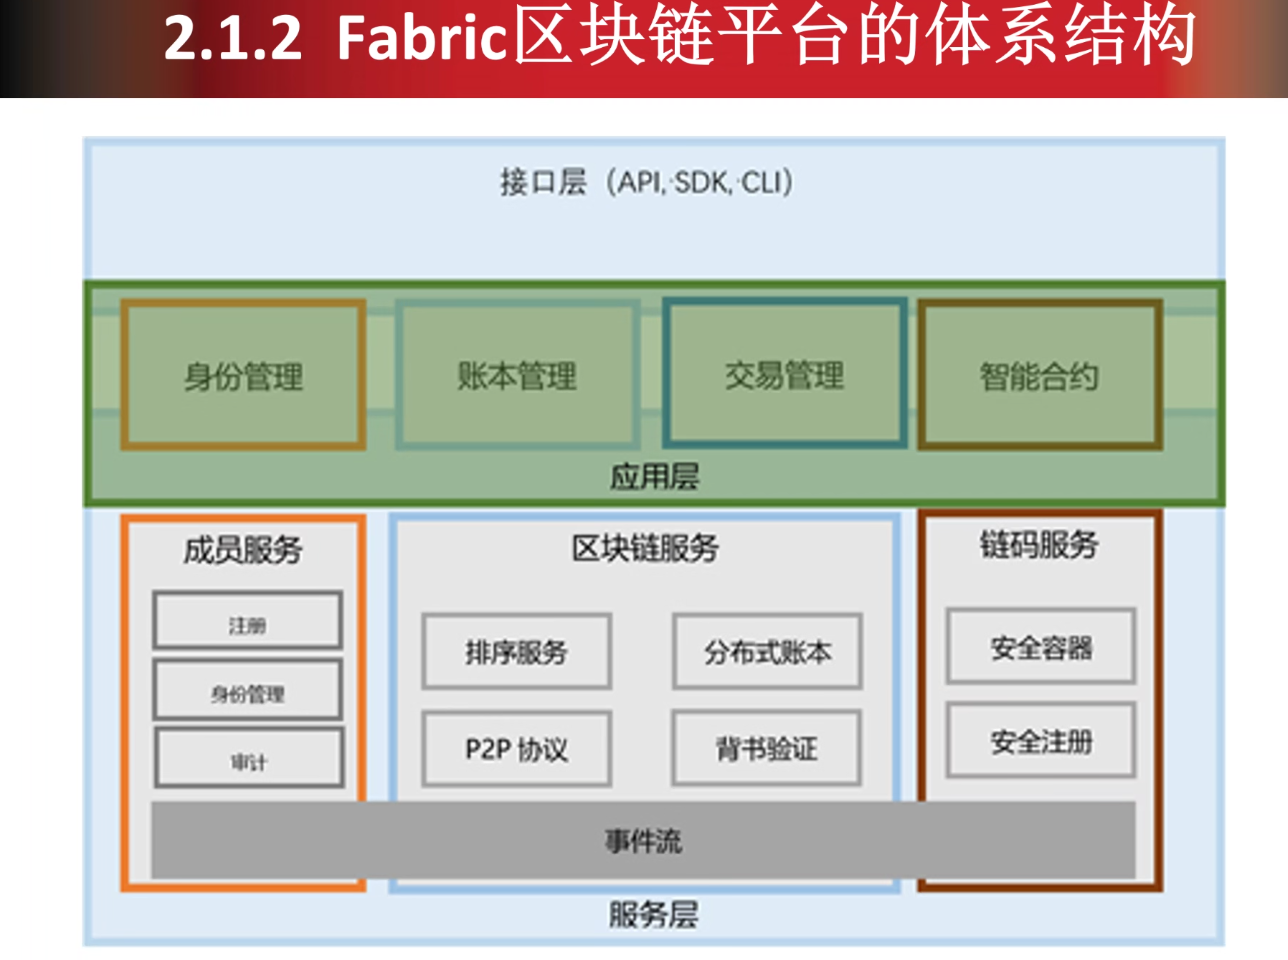 2.1.2 Fabric区块链平台的体系结构
接口层（API, SDK, CLI）
身份管理
账本管理
交易管理
智能合约
应用层
成员服务
注册
身份管理
审计
区块链服务
排序服务
分布式账本
P2P 协议
背书验证
链码服务
安全容器
安全注册
事件流
服务层